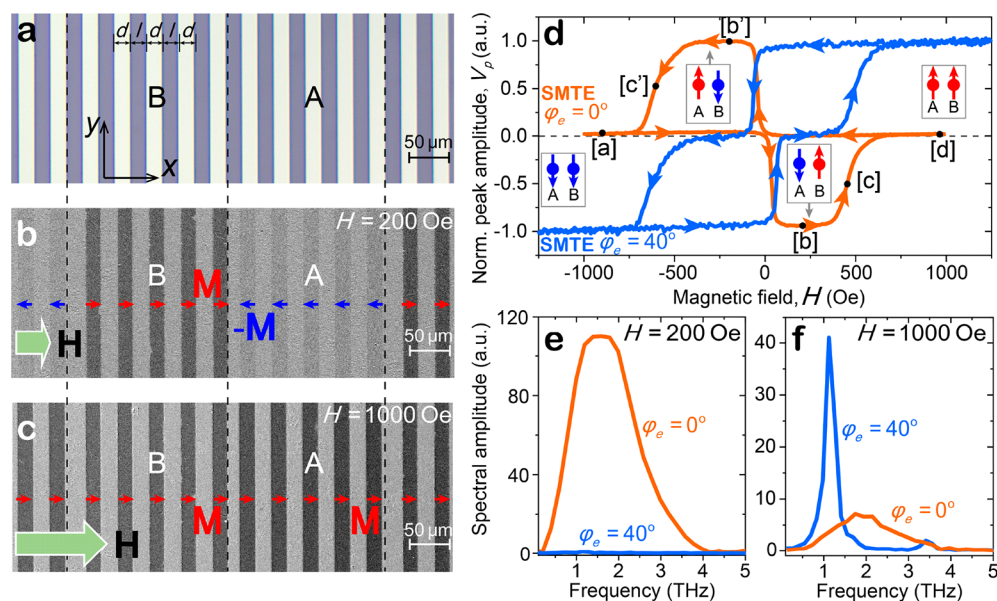 a
d l d l d
B
A
y
x
50 µm
b
H = 200 Oe
B
A
M
-M
H
50 µm
c
H = 1000 Oe
B
A
M
M
H
50 µm
d
Norm. peak amplitude, Vp (a.u.)
1.0
0.5
0.0
-0.5
-1.0
[b']
[c']
SMTE
φe = 0°
A B
A B
[a]
[d]
A B
A B
[c]
[b]
SMTE φe = 40°
-1000 -500 0 500 1000
Magnetic field, H (Oe)
e
H = 200 Oe
Spectral amplitude (a.u.)
120
80
40
0
φe = 0°
φe = 40°
1 2 3 4 5
Frequency (THz)
f
H = 1000 Oe
40
30
20
10
0
φe = 40°
φe = 0°
1 2 3 4 5
Frequency (THz)